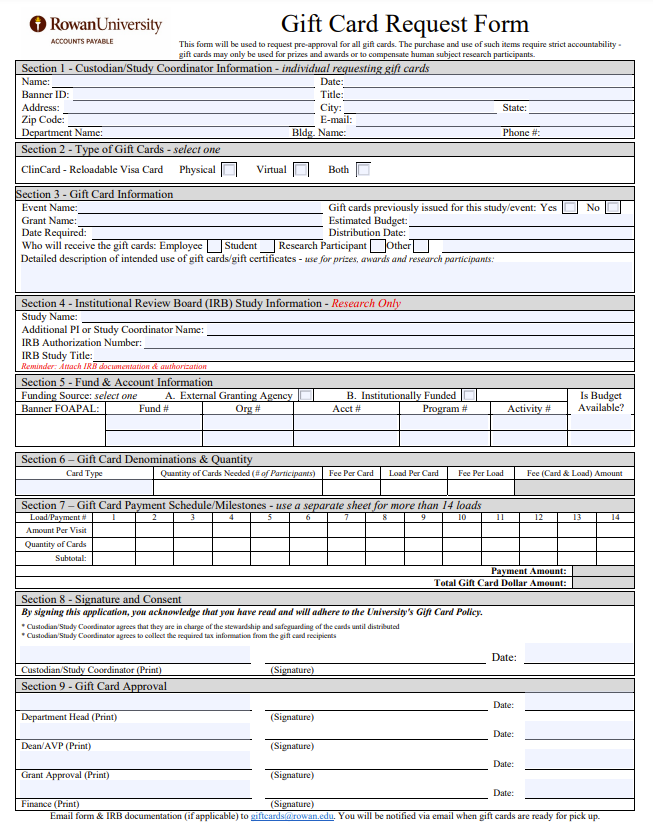 RowanUniversity
ACCOUNTS PAYABLE
Gift Card Request Form
This form will be used to request pre-approval for all gift cards. The purchase and use of such items require strict accountability -
gift cards may only be used for prizes and awards or to compensate human subject research participants.
Section 1 - Custodian/Study Coordinator Information - individual requesting gift cards
Name: Date:
Banner ID: Title:
Address: City: State:
Zip Code: E-mail:
Department Name: Bldg. Name: Phone #:
Section 2 - Type of Gift Cards - select one
ClinCard - Reloadable Visa Card Physical Virtual Both
Section 3 - Gift Card Information
Event Name: Gift cards previously issued for this study/event: Yes No
Grant Name: Estimated Budget:
Date Required: Distribution Date:
Who will receive the gift cards: Employee Student Research Participant Other
Detailed description of intended use of gift cards/gift certificates - use for prizes, awards and research participants:
Section 4 - Institutional Review Board (IRB) Study Information - Research Only
Study Name:
Additional PI or Study Coordinator Name:
IRB Authorization Number:
IRB Study Title:
Reminder: Attach IRB documentation & authorization
Section 5 - Fund & Account Information
Funding Source: select one A. External Granting Agency B. Institutionally Funded Is Budget
Available?
Banner FOAPAL: Fund # Org # Acct # Program # Activity #
Section 6 – Gift Card Denominations & Quantity
Card Type Quantity of Cards Needed (# of Participants) Fee Per Card Load Per Card Fee Per Load Fee (Card & Load) Amount
Section 7 – Gift Card Payment Schedule/Milestones - use a separate sheet for more than 14 loads
Load/Payment # 1 2 3 4 5 6 7 8 9 10 11 12 13 14
Amount Per Visit
Quantity of Cards
Subtotal:
Payment Amount:
Total Gift Card Dollar Amount:
Section 8 - Signature and Consent
By signing this application, you acknowledge that you have read and will adhere to the University's Gift Card Policy.
* Custodian/Study Coordinator agrees that they are in charge of the stewardship and safeguarding of the cards until distributed
* Custodian/Study Coordinator agrees to collect the required tax information from the gift card recipients
Date:
Custodian/Study Coordinator (Print) (Signature)
Section 9 - Gift Card Approval
Date:
Department Head (Print) (Signature)
Date:
Dean/AVP (Print) (Signature)
Date:
Grant Approval (Print) (Signature)
Date:
Finance (Print) (Signature)
Email form & IRB documentation (if applicable) to giftcards@rowan.edu. You will be notified via email when gift cards are ready for pick up.